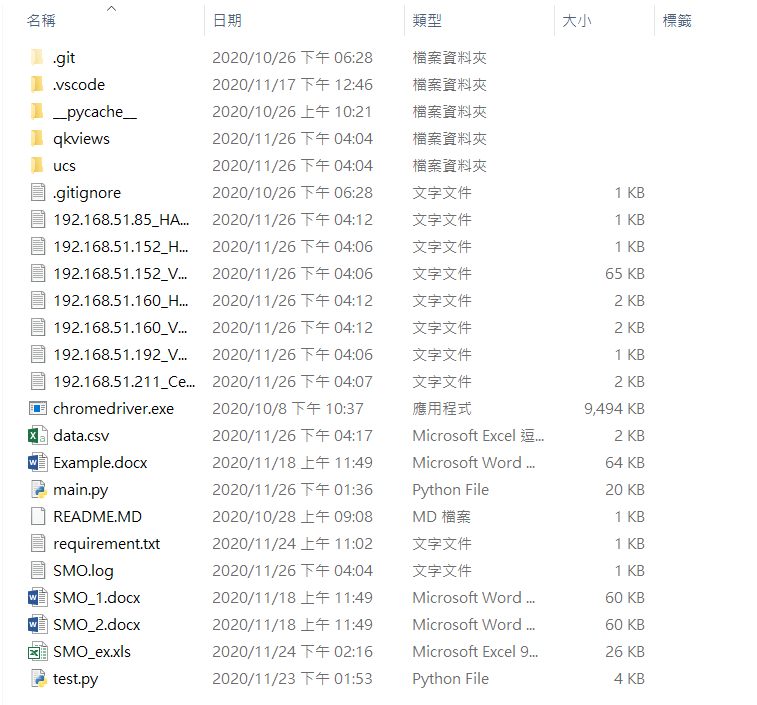 名稱 日期 類型 大小 標籤
.git 2020/10/26 下午 06:28 檔案資料夾
.vscode 2020/11/17 下午 12:46 檔案資料夾
__pycache__ 2020/10/26 上午 10:21 檔案資料夾
qkviews 2020/11/26 下午 04:04 檔案資料夾
ucs 2020/11/26 下午 04:04 檔案資料夾
.gitignore 2020/10/26 下午 06:28 文字文件 1 KB
192.168.51.85_HA... 2020/11/26 下午 04:12 文字文件 1 KB
192.168.51.152_H... 2020/11/26 下午 04:06 文字文件 1 KB
192.168.51.152_V... 2020/11/26 下午 04:06 文字文件 65 KB
192.168.51.160_H... 2020/11/26 下午 04:12 文字文件 2 KB
192.168.51.160_V... 2020/11/26 下午 04:12 文字文件 2 KB
192.168.51.192_V... 2020/11/26 下午 04:06 文字文件 1 KB
192.168.51.211_Ce... 2020/11/26 下午 04:07 文字文件 2 KB
chromedriver.exe 2020/10/8 下午 10:37 應用程式 9,494 KB
data.csv 2020/11/26 下午 04:17 Microsoft Excel 逗... 2 KB
Example.docx 2020/11/18 上午 11:49 Microsoft Word ... 64 KB
main.py 2020/11/26 下午 01:36 Python File 20 KB
README.MD 2020/10/28 上午 09:08 MD 檔案 1 KB
requirement.txt 2020/11/24 上午 11:02 文字文件 1 KB
SMO.log 2020/11/26 下午 04:04 文字文件 1 KB
SMO_1.docx 2020/11/18 上午 11:49 Microsoft Word ... 60 KB
SMO_2.docx 2020/11/18 上午 11:49 Microsoft Word ... 60 KB
SMO_ex.xls 2020/11/24 下午 02:16 Microsoft Excel 9... 26 KB
test.py 2020/11/23 下午 01:53 Python File 4 KB